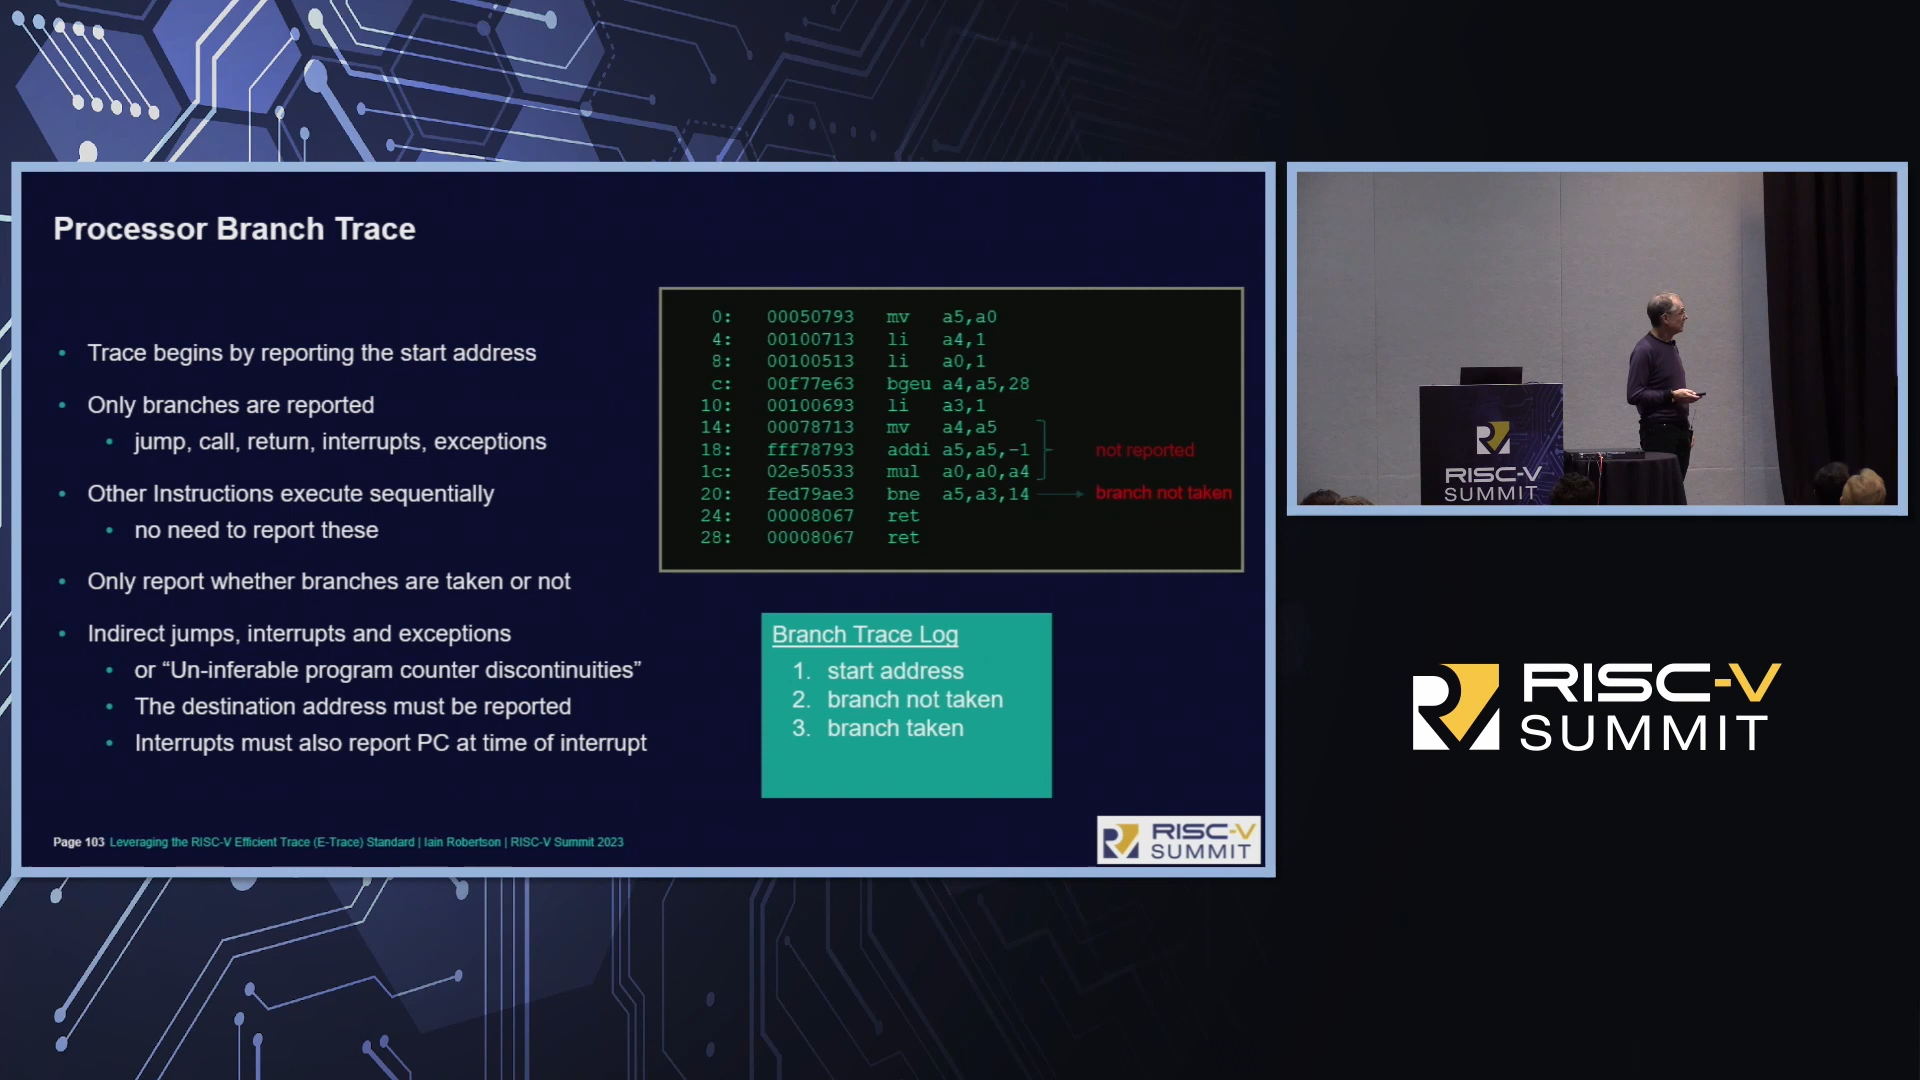 Processor Branch Trace
• Trace begins by reporting the start address
• Only branches are reported
• jump, call, return, interrupts, exceptions
• Other Instructions execute sequentially
• no need to report these
• Only report whether branches are taken or not
• Indirect jumps, interrupts and exceptions
• or “Un-inferable program counter discontinuities”
• The destination address must be reported
• Interrupts must also report PC at time of interrupt
0: 00050793 mv a5,a0
4: 00100713 li a4,1
8: 00100513 li a0,1
c: 00f77e63 bgeu a4,a5,28
10: 00100693 li a3,1
14: 00078713 mv a4,a5
18: fff78793 addi a5,a5,-1 not reported
1c: 02e50533 mul a0,a0,a4
20: fed79ae3 bne a5,a3,14 branch not taken
24: 00008067 ret
28: 00008067 ret
Branch Trace Log
1. start address
2. branch not taken
3. branch taken
Page 103 Leveraging the RISC-V Efficient Trace (E-Trace) Standard | Iain Robertson | RISC-V Summit 2023
RISC-V
SUMMIT
RISC-V
SUMMIT
RISC-V
SUMMIT